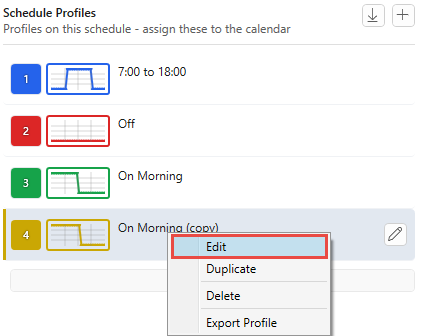 Schedule Profiles
Profiles on this schedule - assign these to the calendar
1 7:00 to 18:00
2 Off
3 On Morning
4 On Morning (copy)
Edit
Duplicate
Delete
Export Profile